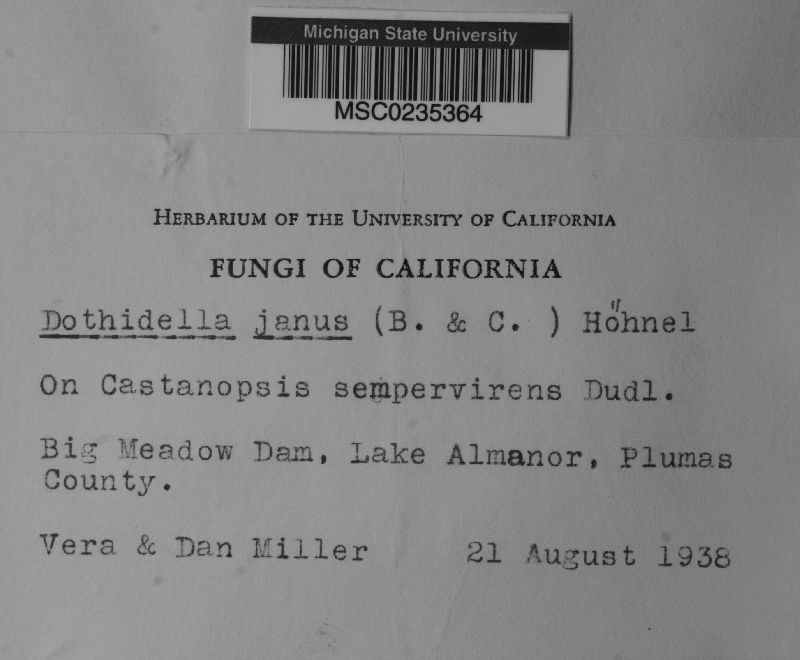 Michigan State University
MSC0235364
HERBARIUM OF THE UNIVERSITY OF CALIFORNIA
FUNGI OF CALIFORNIA
Dothidella janus (B. & C. ) Höhnel
On Castanopsis sempervirens Dudl.
Big Meadow Dam, Lake Almanor, Plumas
County.
Vera & Dan Miller 21 August 1938